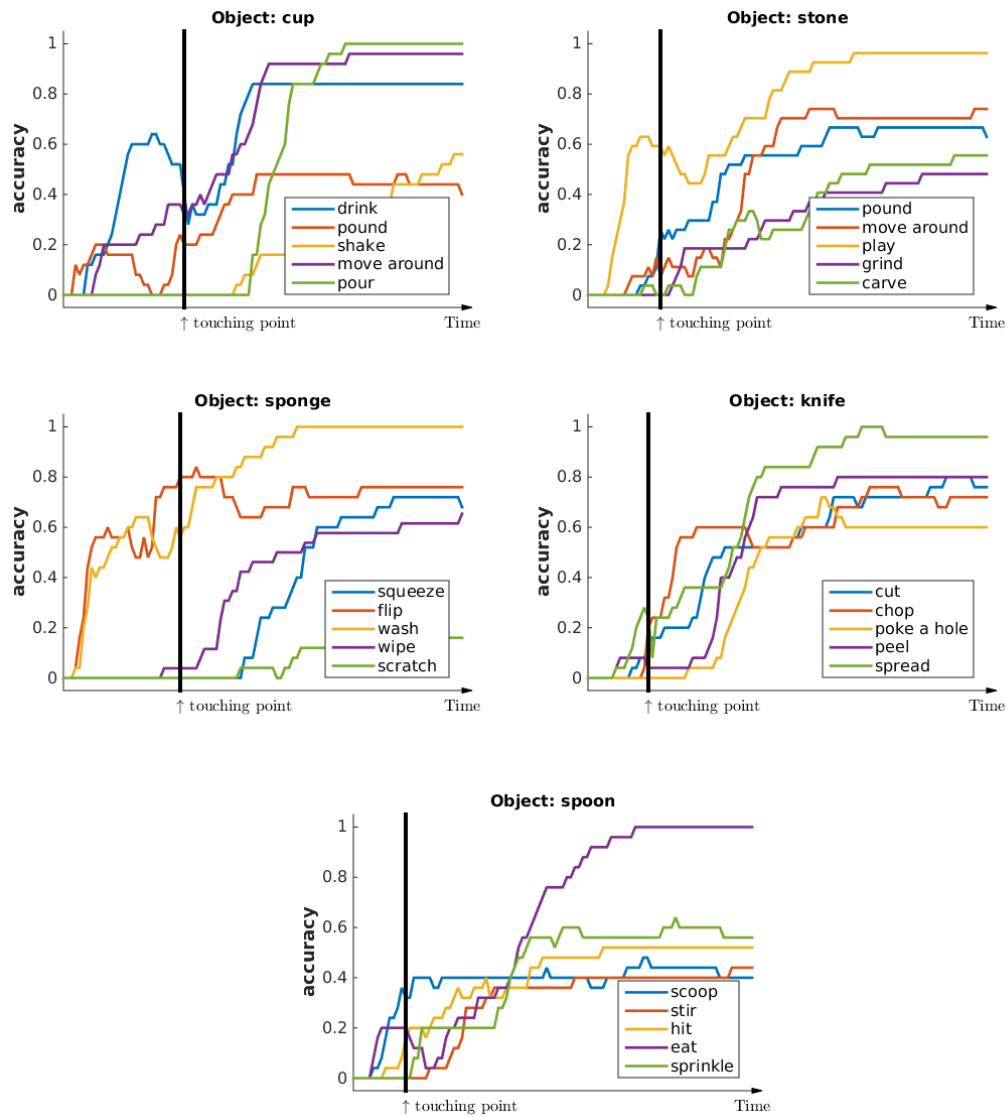 Object: cup
1
0.8
0.6
0.4
0.2
0
accuracy
drink
pound
shake
move around
pour
↑ touching point
Time
Object: stone
1
0.8
0.6
0.4
0.2
0
accuracy
pound
move around
play
grind
carve
↑ touching point
Time
Object: sponge
1
0.8
0.6
0.4
0.2
0
accuracy
squeeze
flip
wash
wipe
scratch
↑ touching point
Time
Object: knife
1
0.8
0.6
0.4
0.2
0
accuracy
cut
chop
poke a hole
peel
spread
↑ touching point
Time
Object: spoon
1
0.8
0.6
0.4
0.2
0
accuracy
scoop
stir
hit
eat
sprinkle
↑ touching point
Time